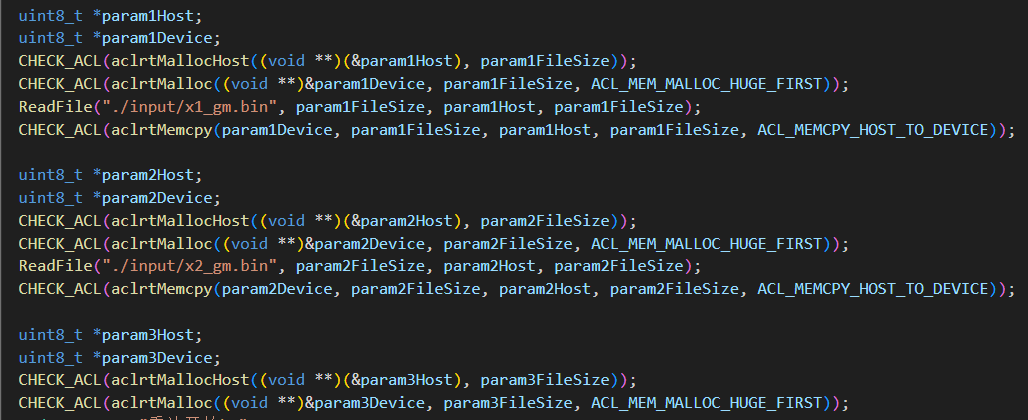 uint8_t *param1Host;
uint8_t *param1Device;
CHECK_ACL(aclrtMallocHost((void **)(&param1Host), param1FileSize));
CHECK_ACL(aclrtMalloc((void **)&param1Device, param1FileSize, ACL_MEM_MALLOC_HUGE_FIRST));
ReadFile("./input/x1_gm.bin", param1FileSize, param1Host, param1FileSize);
CHECK_ACL(aclrtMemcpy(param1Device, param1FileSize, param1Host, param1FileSize, ACL_MEMCPY_HOST_TO_DEVICE));
uint8_t *param2Host;
uint8_t *param2Device;
CHECK_ACL(aclrtMallocHost((void **)(&param2Host), param2FileSize));
CHECK_ACL(aclrtMalloc((void **)&param2Device, param2FileSize, ACL_MEM_MALLOC_HUGE_FIRST));
ReadFile("./input/x2_gm.bin", param2FileSize, param2Host, param2FileSize);
CHECK_ACL(aclrtMemcpy(param2Device, param2FileSize, param2Host, param2FileSize, ACL_MEMCPY_HOST_TO_DEVICE));
uint8_t *param3Host;
uint8_t *param3Device;
CHECK_ACL(aclrtMallocHost((void **)(&param3Host), param3FileSize));
CHECK_ACL(aclrtMalloc((void **)&param3Device, param3FileSize, ACL_MEM_MALLOC_HUGE_FIRST));